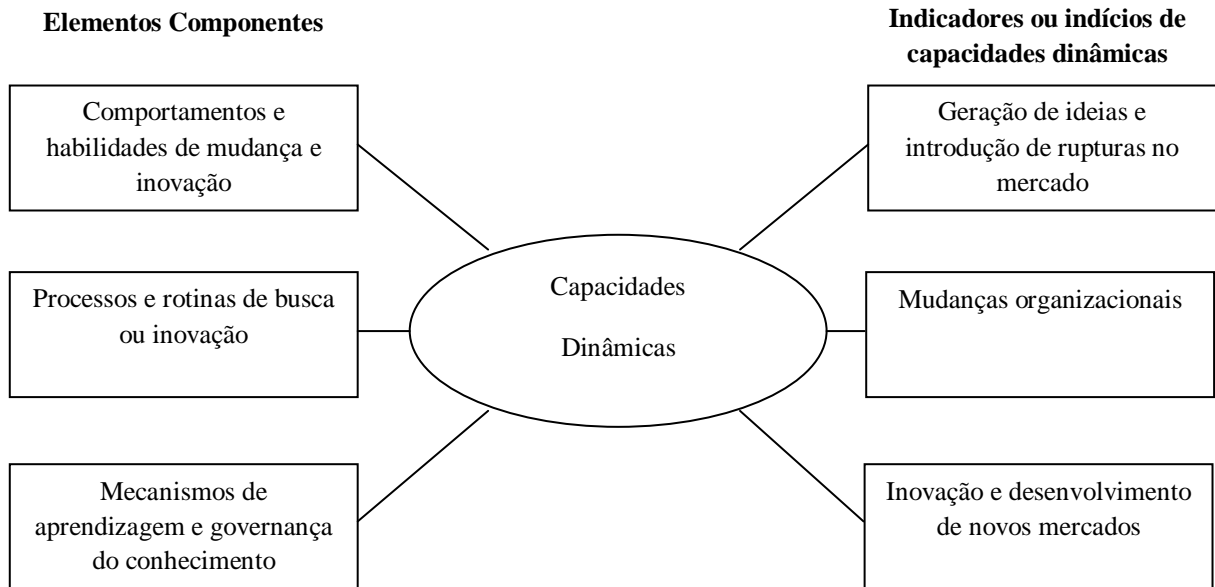 Elementos Componentes
Comportamentos e
habilidades de mudança e
inovação
Processos e rotinas de busca
ou inovação
Mecanismos de
aprendizagem e governança
do conhecimento
Capacidades
Dinâmicas
Indicadores ou indícios de
capacidades dinâmicas
Geração de ideias e
introdução de rupturas no
mercado
Mudanças organizacionais
Inovação e desenvolvimento
de novos mercados